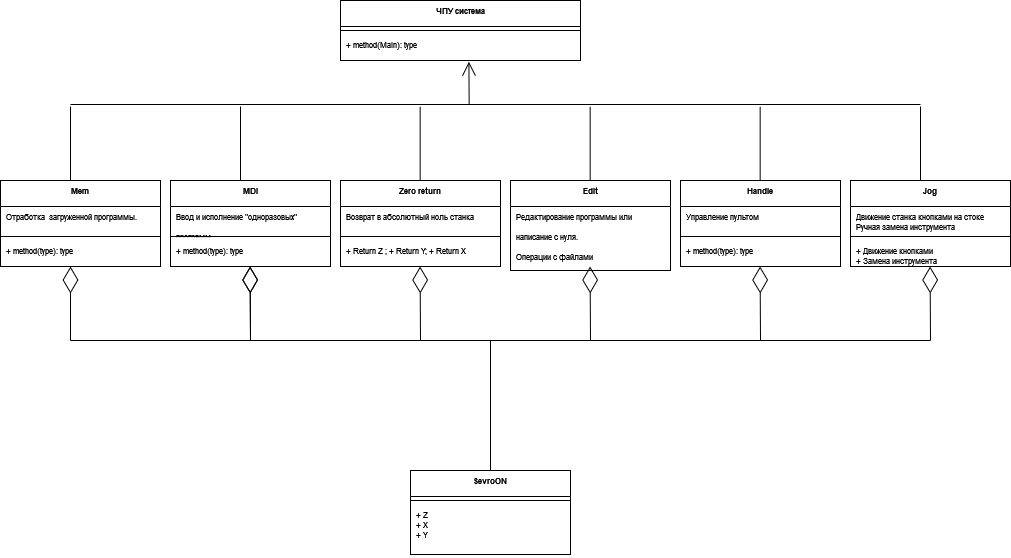 ЧПУ система
+ method(Main): type
Mem
Отработка загруженной программы.
+ method(type): type
MDI
Ввод и исполнение "одноразовых"
+ method(type): type
Zero return
Возврат в абсолютный ноль станка
+ Return Z ; + Return Y; + Return X
Edit
Редактирование программы или
написание с нуля.
Операции с файлами
Handle
Управление пультом
+ method(type): type
Jog
Движение станка кнопками на стоке
Ручная замена инструмента
+ Движение кнопками
+ Замена инструмента
SevroON
+ Z
+ X
+ Y